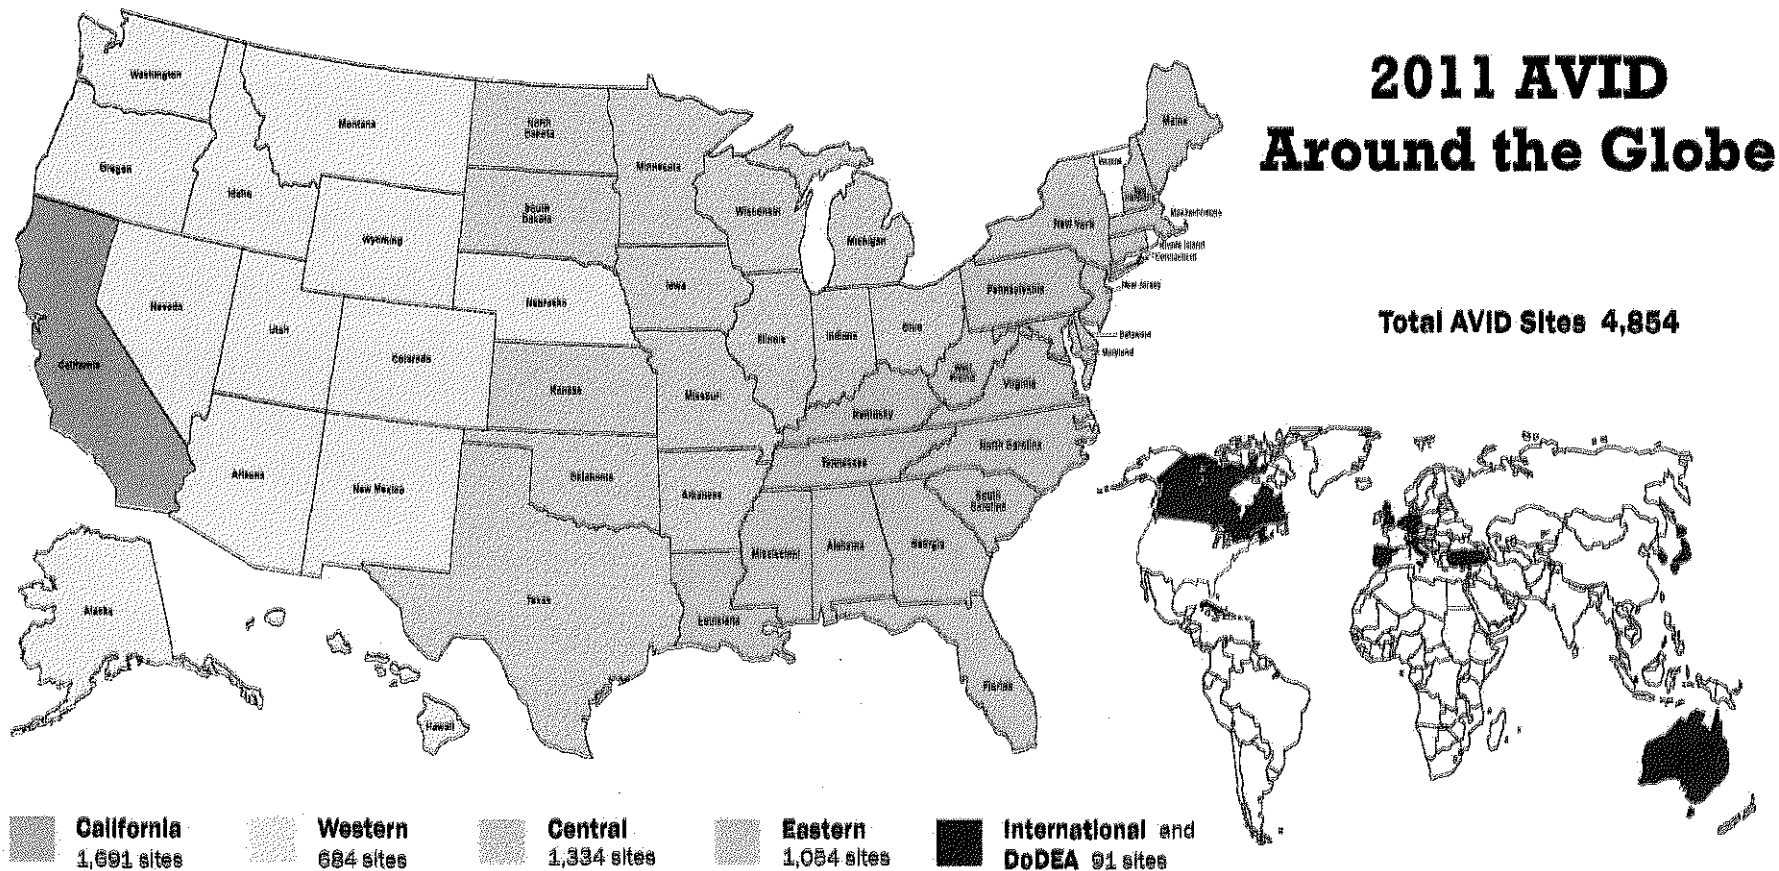 2011 AVID
Around the Globe
Total AVID Sites 4,854
Washington
Oregon
Idaho
Montana
Wyoming
Nevada
Utah
Colorado
California
Arizona
New Mexico
Alaska
Hawaii
North
Dakota
South
Dakota
Nebraska
Kansas
Oklahoma
Texas
Minnesota
Iowa
Missouri
Arkansas
Louisiana
Wisconsin
Illinois
Michigan
Indiana
Ohio
Kentucky
Tennessee
Mississippi
Alabama
Georgia
Florida
South
Carolina
North Carolina
Virginia
West
Pennsylvania
New York
Maine
Massachusetts
Rhode Island
Connecticut
New Jersey
Delaware
Maryland
California
1,691 sites
Western
684 sites
Central
1,334 sites
Eastern
1,054 sites
International and
DoDEA 91 sites